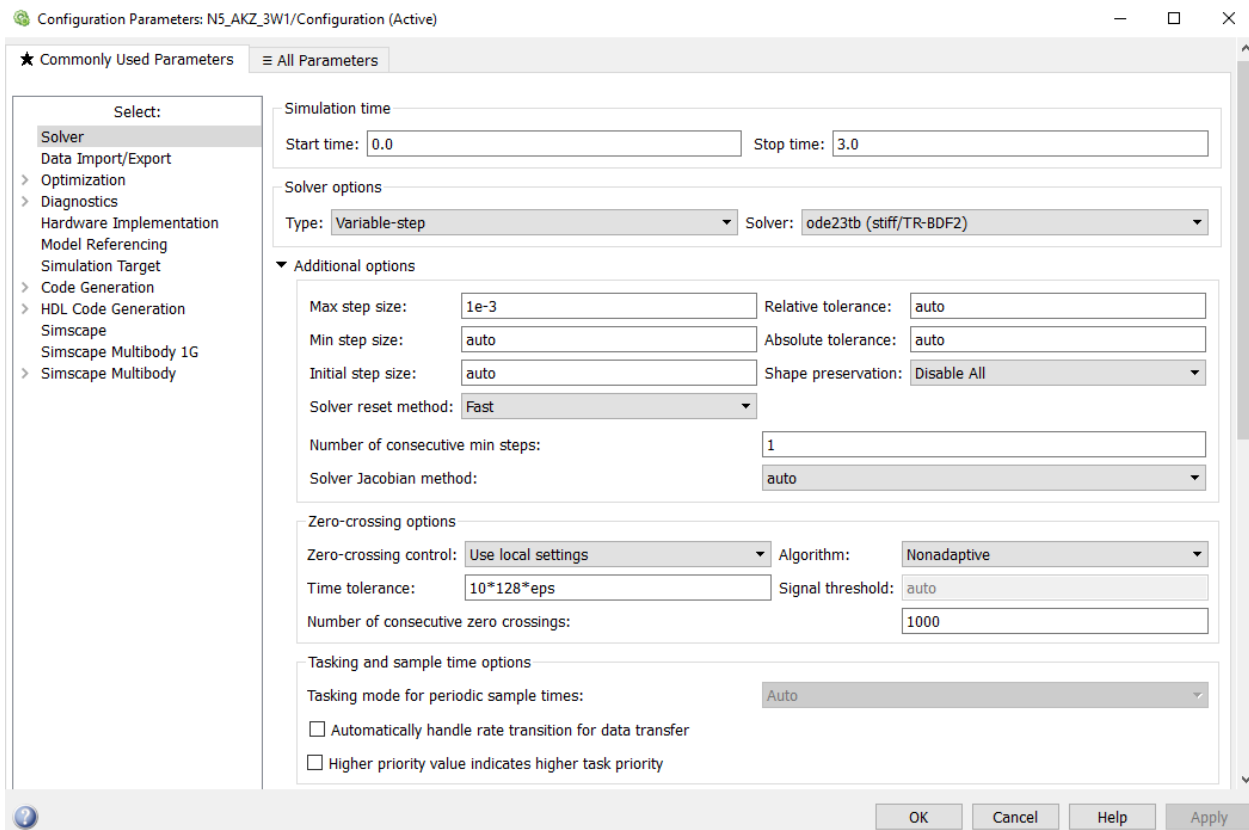 Configuration Parameters: N5_AKZ_3W1/Configuration (Active)
★ Commonly Used Parameters
≡ All Parameters
Select:
Solver
Data Import/Export
Optimization
Diagnostics
Hardware Implementation
Model Referencing
Simulation Target
Code Generation
HDL Code Generation
Simscape
Simscape Multibody 1G
Simscape Multibody
Simulation time
Start time: 0.0 Stop time: 3.0
Solver options
Type: Variable-step Solver: ode23tb (stiff/TR-BDF2)
Additional options
Max step size: 1e-3 Relative tolerance: auto
Min step size: auto Absolute tolerance: auto
Initial step size: auto Shape preservation: Disable All
Solver reset method: Fast
Number of consecutive min steps: 1
Solver Jacobian method: auto
Zero-crossing options
Zero-crossing control: Use local settings Algorithm: Nonadaptive
Time tolerance: 10*128*eps Signal threshold: auto
Number of consecutive zero crossings: 1000
Tasking and sample time options
Tasking mode for periodic sample times: Auto
Automatically handle rate transition for data transfer
Higher priority value indicates higher task priority
OK Cancel Help Apply